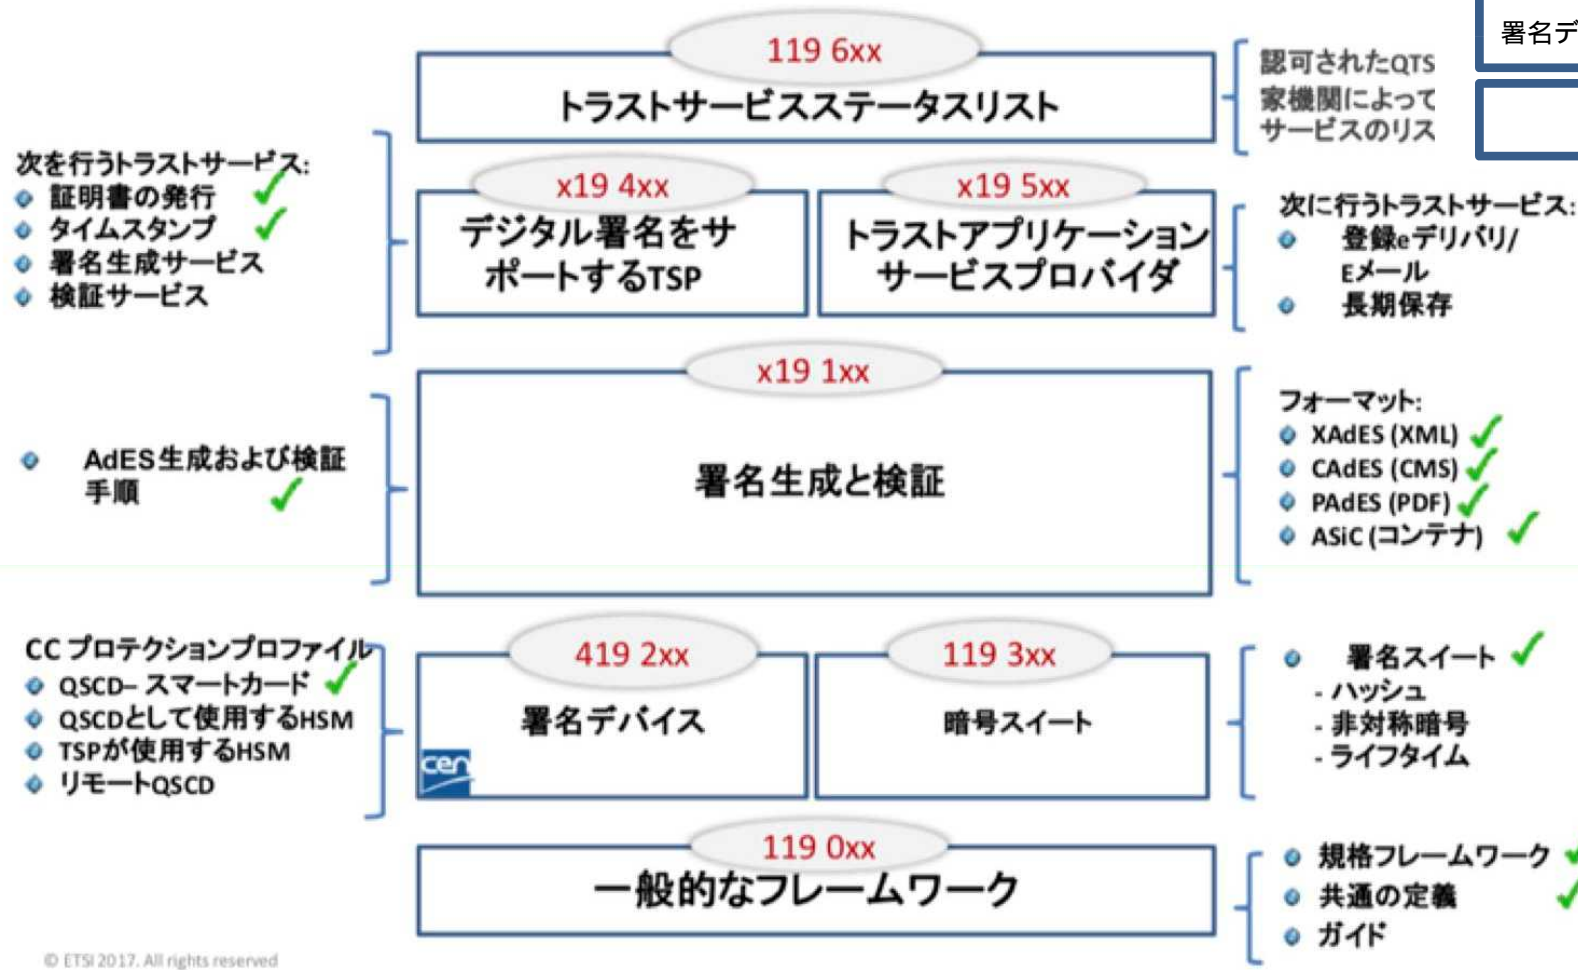 119 6xx
トラストサービスステータスリスト
認可されたQTS
家機関によって
サービスのリス
署名デ
次を行うトラストサービス:
証明書の発行
タイムスタンプ
署名生成サービス
検証サービス
x19 4xx
デジタル署名をサ
ポートするTSP
x19 5xx
トラストアプリケーション
サービスプロバイダ
次に行うトラストサービス:
登録eデリバリ/
Eメール
長期保存
AdES生成および検証
手順
x19 1xx
署名生成と検証
フォーマット:
XAdES (XML)
CAdES (CMS)
PAdES (PDF)
ASiC (コンテナ)
CC プロテクションプロファイル
QSCD– スマートカード
QSCDとして使用するHSM
TSPが使用するHSM
リモートQSCD
419 2xx
署名デバイス
cen
119 3xx
暗号スイート
署名スイート
- ハッシュ
- 非対称暗号
- ライフタイム
119 0xx
一般的なフレームワーク
規格フレームワーク
共通の定義
ガイド
© ETSI 2017. All rights reserved